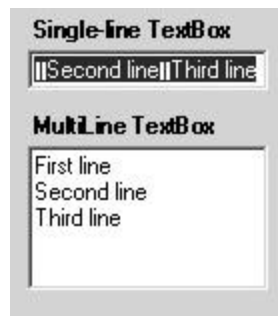 Single-line TextBox
||Second line||Third line
MultiLine TextBox
First line
Second line
Third line